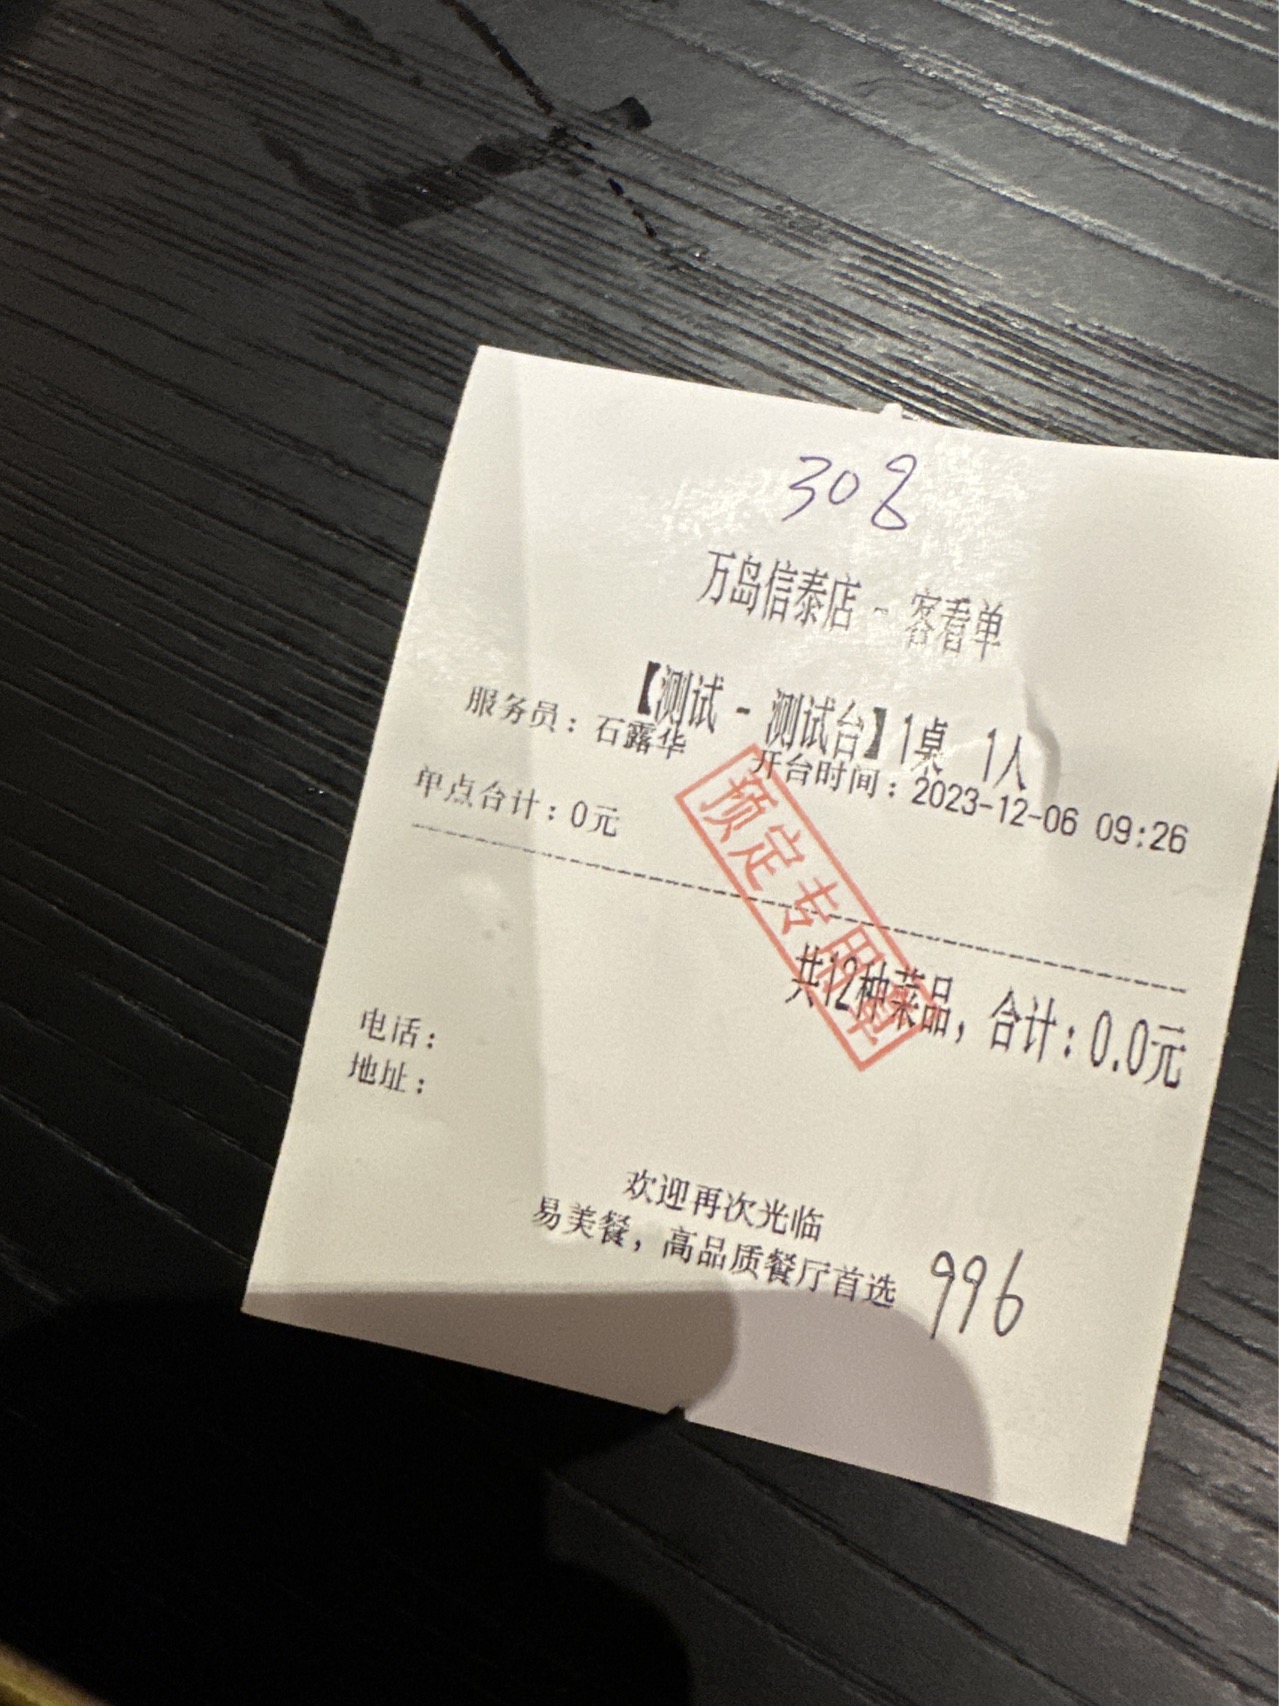 308
万岛信泰店 - 客看单
【测试 - 测试台】1桌 1人
服务员：石露华 开台时间：2023-12-06 09:26
单点合计：0元
预定专用章
共12种菜品，合计：0.0元
电话：
地址：
欢迎再次光临
易美餐，高品质餐厅首选
996